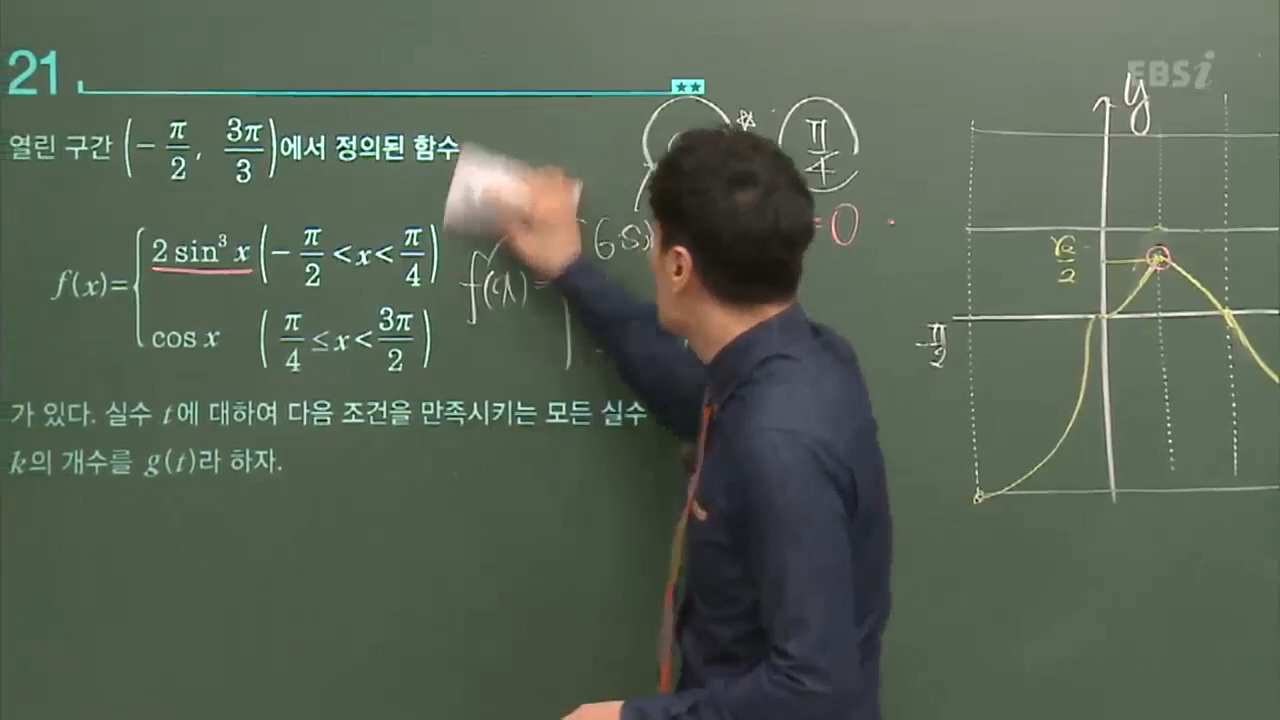 21
★★
EBSi
열린 구간 (-π/2, 3π/3)에서 정의된 함수
f(x)={ 2 sin³ x (-π/2 < x < π/4)
cos x (π/4 ≤ x < 3π/2)
가 있다. 실수 t에 대하여 다음 조건을 만족시키는 모든 실수
k의 개수를 g(t)라 하자.
π/4
=0
6·s
y
√2/2
-π/2